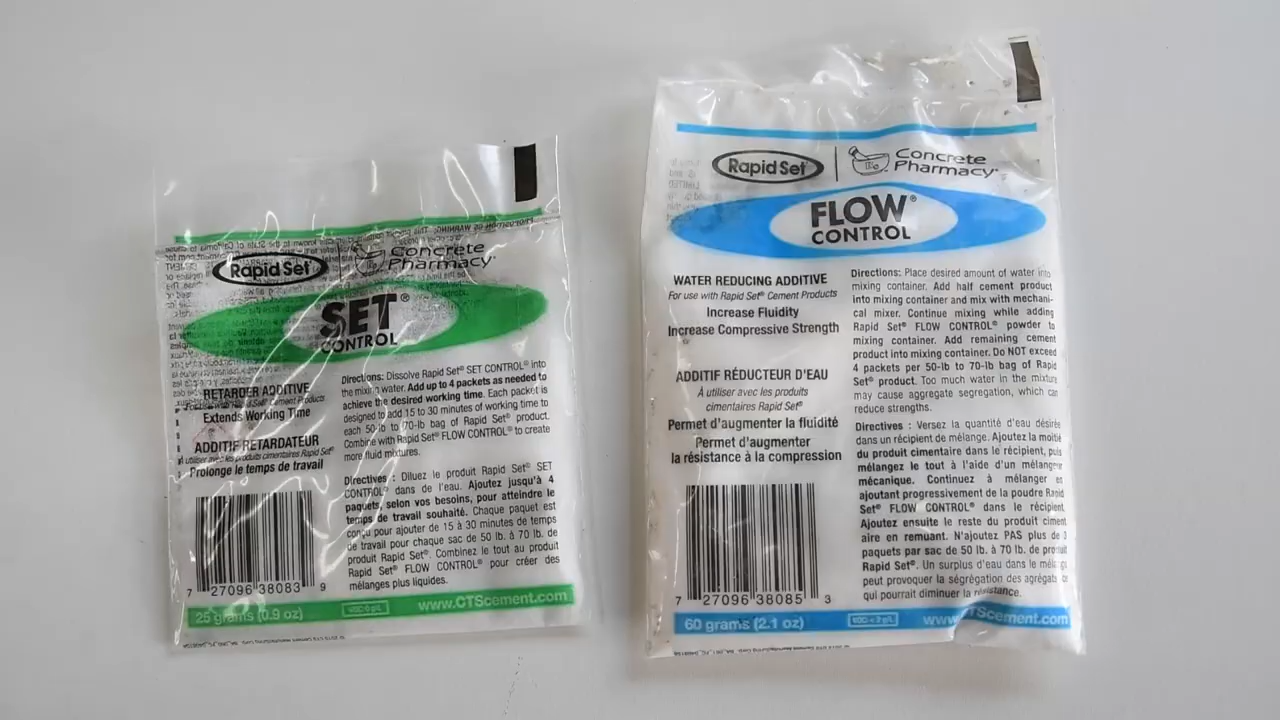 Rapid Set®
Concrete
Pharmacy®
SET®
CONTROL
RETARDER ADDITIVE
For use with Rapid Set® Cement Products
Extends Working Time
ADDITIF RETARDATEUR
À utiliser avec les produits cimentaires Rapid Set®
Prolonge le temps de travail
Directions: Dissolve Rapid Set® SET CONTROL® into
the mixing water. Add up to 4 packets as needed to
achieve the desired working time. Each packet is
designed to add 15 to 30 minutes of working time to
each 50-lb to 70-lb bag of Rapid Set® product.
Combine with Rapid Set® FLOW CONTROL® to create
more fluid mixtures.
Directives : Diluez le produit Rapid Set® SET
CONTROL® dans de l'eau. Ajoutez jusqu'à 4
paquets, selon vos besoins, pour atteindre le
temps de travail souhaité. Chaque paquet est
conçu pour ajouter de 15 à 30 minutes de temps
de travail pour chaque sac de 50 lb. à 70 lb. de
produit Rapid Set®. Combinez le tout au produit
Rapid Set® FLOW CONTROL® pour créer des
mélanges plus liquides.
7 27096 38083 9
25 grams (0.9 oz)
VOC:0 g/L
www.CTScement.com
Rapid Set®
Concrete
Pharmacy®
FLOW®
CONTROL
WATER REDUCING ADDITIVE
For use with Rapid Set® Cement Products
Increase Fluidity
Increase Compressive Strength
ADDITIF RÉDUCTEUR D'EAU
À utiliser avec les produits
cimentaires Rapid Set®
Permet d'augmenter la fluidité
Permet d'augmenter
la résistance à la compression
Directions: Place desired amount of water into
mixing container. Add half cement product
into mixing container and mix with mechani-
cal mixer. Continue mixing while adding
Rapid Set® FLOW CONTROL® powder to
mixing container. Add remaining cement
product into mixing container. Do NOT exceed
4 packets per 50-lb to 70-lb bag of Rapid
Set® product. Too much water in the mixture
may cause aggregate segregation, which can
reduce strengths.
Directives : Versez la quantité d'eau désirée
dans un récipient de mélange. Ajoutez la moitié
du produit cimentaire dans le récipient, puis
mélangez le tout à l'aide d'un mélangeur
mécanique. Continuez à mélanger en
ajoutant progressivement de la poudre Rapid
Set® FLOW CONTROL® dans le récipient.
Ajoutez ensuite le reste du produit ciment
aire en remuant. N'ajoutez PAS plus de
paquets par sac de 50 lb. à 70 lb. de produit
Rapid Set®. Un surplus d'eau dans le mélange
peut provoquer la ségrégation des agrégats
qui pourrait diminuer la résistance.
7 27096 38085 3
60 grams (2.1 oz)
VOC:<2 g/L
www.CTScement.com